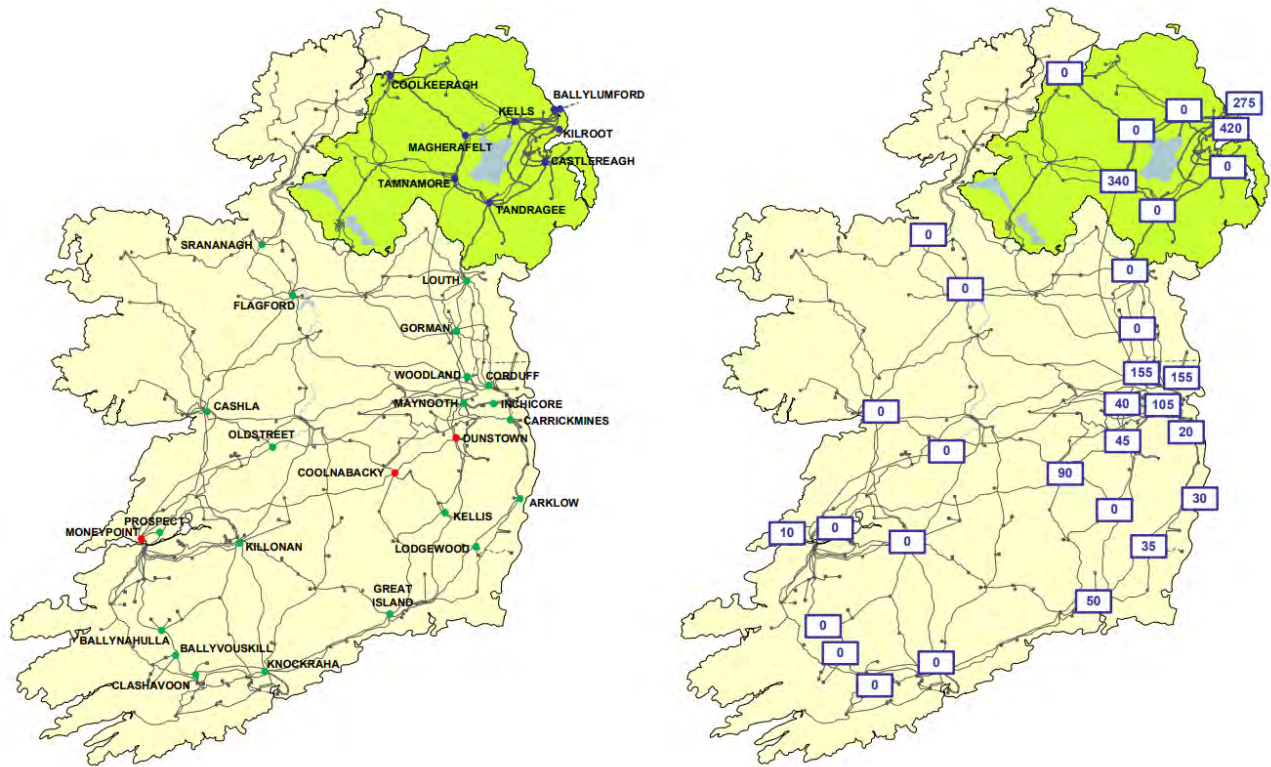 COOLKEERAGH
BALLYLUMFORD
KELLS
KILROOT
MAGHERAFELT
CASTLEREAGH
TAMNAMORE
TANDRAGEE
SRANANAGH
LOUTH
FLAGFORD
GORMAN
WOODLAND
CORDUFF
MAYNOOTH
INCHICORE
CASHLA
CARRICKMINES
OLDSTREET
DUNSTOWN
COOLNABACKY
ARKLOW
KELLIS
PROSPECT
MONEYPOINT
KILLONAN
LODGEWOOD
GREAT
ISLAND
BALLYNAHULLA
BALLYVOUSKILL
KNOCKRAHA
CLASHAVOON
0
275
0
420
0
0
340
0
0
0
0
0
155
155
40
105
0
20
45
0
90
30
0
10
0
0
35
50
0
0
0
0